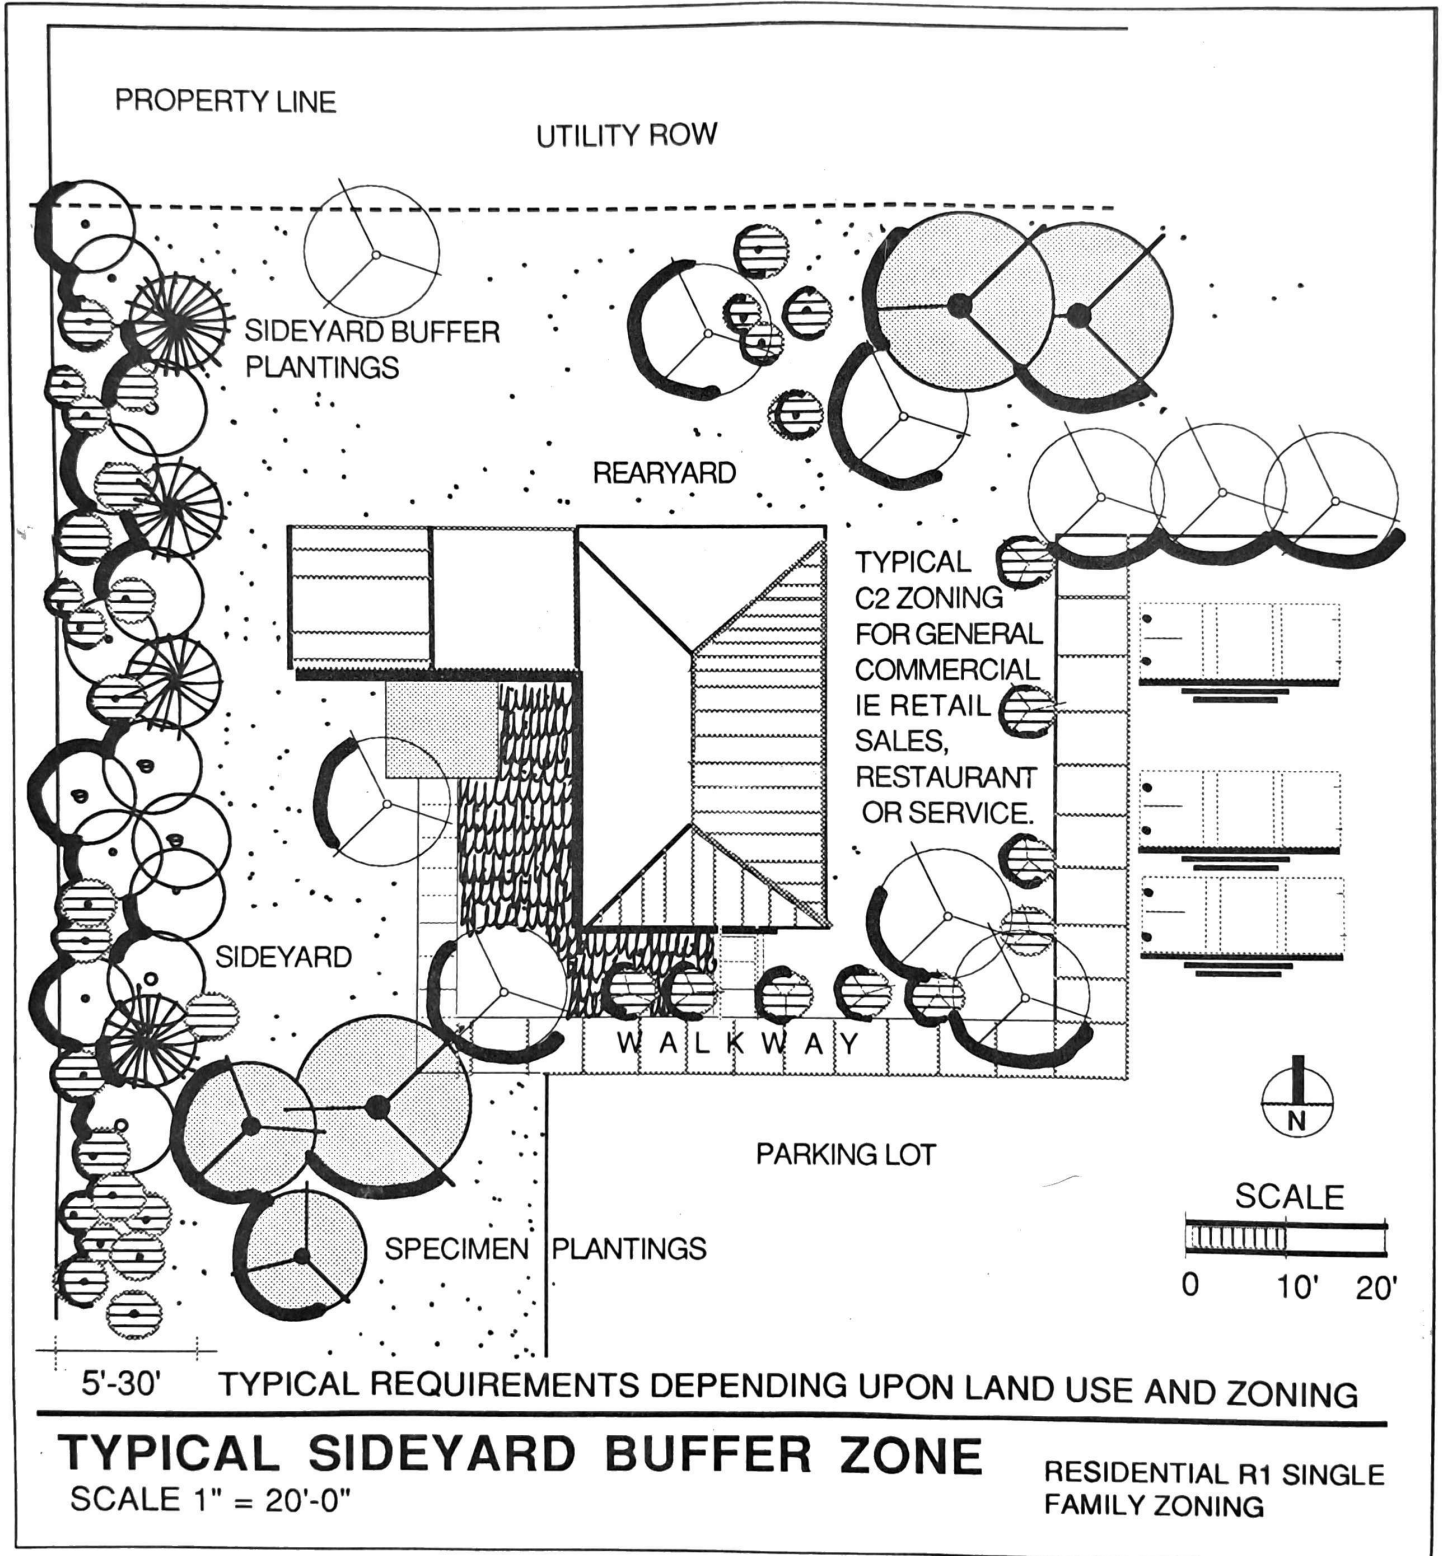 PROPERTY LINE
UTILITY ROW
SIDEYARD BUFFER
PLANTINGS
REARYARD
TYPICAL
C2 ZONING
FOR GENERAL
COMMERCIAL
IE RETAIL
SALES,
RESTAURANT
OR SERVICE.
SIDEYARD
WALKWAY
N
PARKING LOT
SCALE
0 10' 20'
SPECIMEN PLANTINGS
5'-30' TYPICAL REQUIREMENTS DEPENDING UPON LAND USE AND ZONING
TYPICAL SIDEYARD BUFFER ZONE
SCALE 1" = 20'-0"
RESIDENTIAL R1 SINGLE
FAMILY ZONING